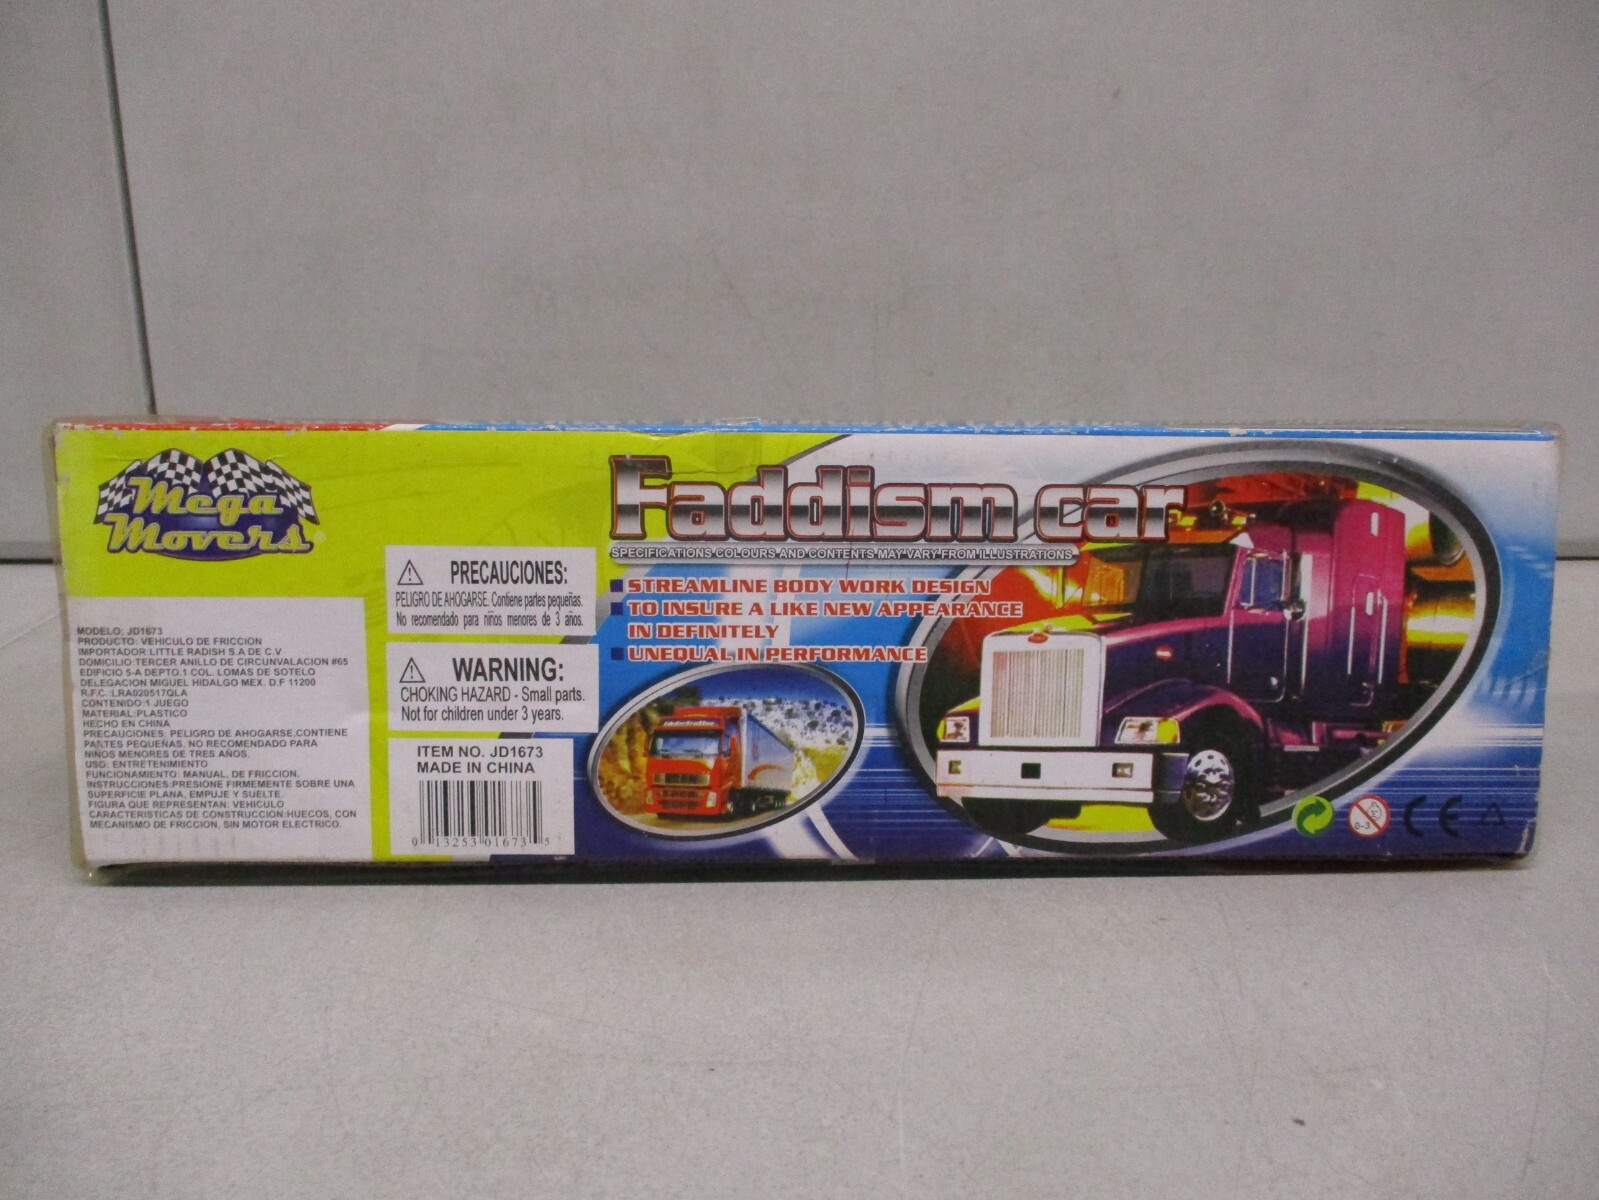 Mega
Movers
MODELO: JD1673
PRODUCTO: VEHICULO DE FRICCION
IMPORTADOR:LITTLE RADISH S.A DE C.V
DOMICILIO:TERCER ANILLO DE CIRCUNVALACION #65
EDIFICIO 5-A DEPTO.1 COL. LOMAS DE SOTELO
DELEGACION MIGUEL HIDALGO MEX. D.F 11200
R.F.C.:LRA020517QLA
CONTENIDO:1 JUEGO
MATERIAL:PLASTICO
HECHO EN CHINA
PRECAUCIONES: PELIGRO DE AHOGARSE,CONTIENE
PARTES PEQUEÑAS, NO RECOMENDADO PARA
NIÑOS MENORES DE TRES AÑOS.
USO: ENTRETENIMIENTO
FUNCIONAMIENTO: MANUAL, DE FRICCION,
INSTRUCCIONES:PRESIONE FIRMEMENTE SOBRE UNA
SUPERFICIE PLANA, EMPUJE Y SUELTE.
FIGURA QUE REPRESENTAN: VEHICULO
CARACTERISTICAS DE CONSTRUCCION:HUECOS, CON
MECANISMO DE FRICCION, SIN MOTOR ELECTRICO.
PRECAUCIONES:
PELIGRO DE AHOGARSE. Contiene partes pequeñas.
No recomendado para niños menores de 3 años.
WARNING:
CHOKING HAZARD - Small parts.
Not for children under 3 years.
ITEM NO. JD1673
MADE IN CHINA
9 13253 01673 5
Faddism car
SPECIFICATIONS COLOURS AND CONTENTS MAY VARY FROM ILLUSTRATIONS
STREAMLINE BODY WORK DESIGN
TO INSURE A LIKE NEW APPEARANCE
IN DEFINITELY
UNEQUAL IN PERFORMANCE
0-3
CE